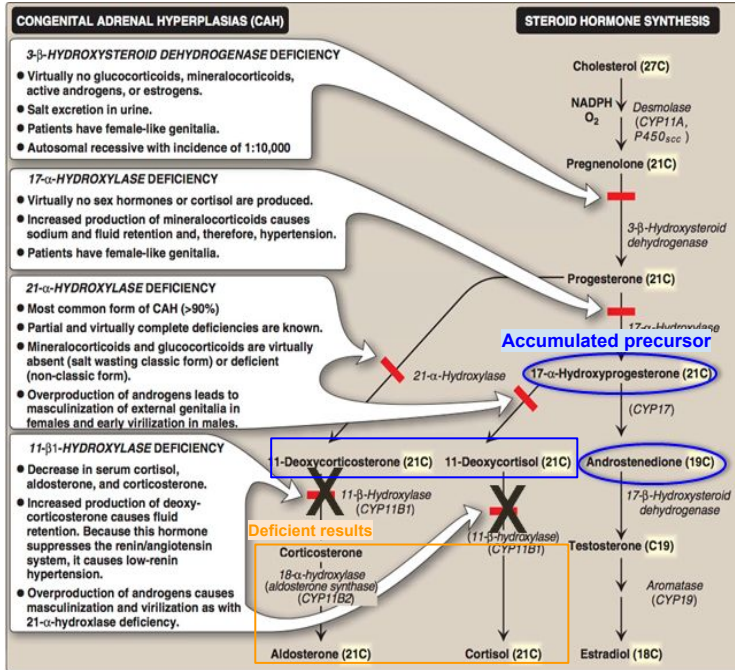 CONGENITAL ADRENAL HYPERPLASIAS (CAH)
3-β-HYDROXYSTEROID DEHYDROGENASE DEFICIENCY
● Virtually no glucocorticoids, mineralocorticoids,
active androgens, or estrogens.
● Salt excretion in urine.
● Patients have female-like genitalia.
● Autosomal recessive with incidence of 1:10,000
17-α-HYDROXYLASE DEFICIENCY
● Virtually no sex hormones or cortisol are produced.
● Increased production of mineralocorticoids causes
sodium and fluid retention and, therefore, hypertension.
● Patients have female-like genitalia.
21-α-HYDROXYLASE DEFICIENCY
● Most common form of CAH (>90%)
● Partial and virtually complete deficiencies are known.
● Mineralocorticoids and glucocorticoids are virtually
absent (salt wasting classic form) or deficient
(non-classic form).
● Overproduction of androgens leads to
masculinization of external genitalia in
females and early virilization in males.
11-β1-HYDROXYLASE DEFICIENCY
● Decrease in serum cortisol,
aldosterone, and corticosterone.
● Increased production of deoxy-
corticosterone causes fluid
retention. Because this hormone
suppresses the renin/angiotensin
system, it causes low-renin
hypertension.
● Overproduction of androgens causes
masculinization and virilization as with
21-α-hydroxlase deficiency.
STEROID HORMONE SYNTHESIS
Cholesterol (27C)
NADPH
O2
Desmolase
(CYP11A,
P450scc)
Pregnenolone (21C)
3-β-Hydroxysteroid
dehydrogenase
Progesterone (21C)
17-α-Hydroxylase
Accumulated precursor
21-α-Hydroxylase
17-α-Hydroxyprogesterone (21C)
(CYP17)
11-Deoxycorticosterone (21C)
11-Deoxycortisol (21C)
Androstenedione (19C)
11-β-Hydroxylase
(CYP11B1)
(11-β-hydroxylase)
(CYP11B1)
17-β-Hydroxysteroid
dehydrogenase
Deficient results
Corticosterone
18-α-hydroxylase
(aldosterone synthase)
(CYP11B2)
Testosterone (C19)
Aromatase
(CYP19)
Aldosterone (21C)
Cortisol (21C)
Estradiol (18C)